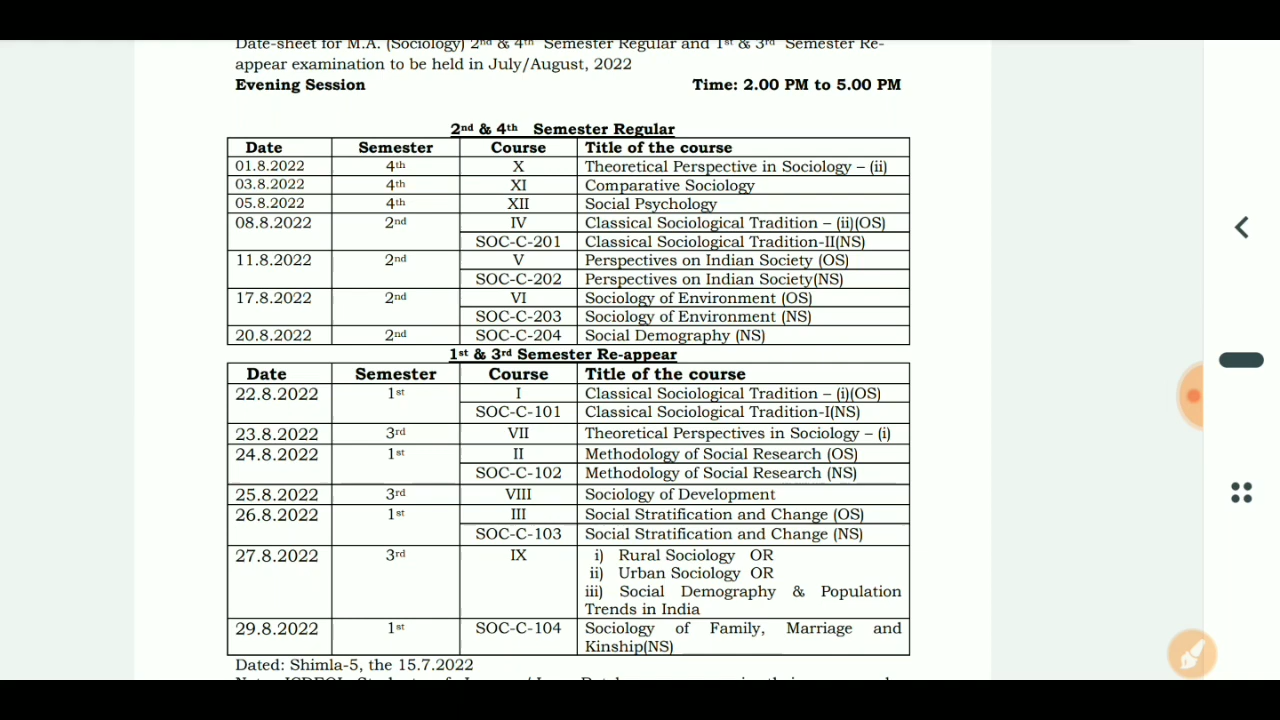 Date-sheet for M.A. (Sociology) 2nd & 4th Semester Regular and 1st & 3rd Semester Re-
appear examination to be held in July/August, 2022
Evening Session Time: 2.00 PM to 5.00 PM
2nd & 4th Semester Regular
Date Semester Course Title of the course
01.8.2022 4th X Theoretical Perspective in Sociology – (ii)
03.8.2022 4th XI Comparative Sociology
05.8.2022 4th XII Social Psychology
08.8.2022 2nd IV Classical Sociological Tradition – (ii)(OS)
SOC-C-201 Classical Sociological Tradition-II(NS)
11.8.2022 2nd V Perspectives on Indian Society (OS)
SOC-C-202 Perspectives on Indian Society(NS)
17.8.2022 2nd VI Sociology of Environment (OS)
SOC-C-203 Sociology of Environment (NS)
20.8.2022 2nd SOC-C-204 Social Demography (NS)
1st & 3rd Semester Re-appear
Date Semester Course Title of the course
22.8.2022 1st I Classical Sociological Tradition – (i)(OS)
SOC-C-101 Classical Sociological Tradition-I(NS)
23.8.2022 3rd VII Theoretical Perspectives in Sociology – (i)
24.8.2022 1st II Methodology of Social Research (OS)
SOC-C-102 Methodology of Social Research (NS)
25.8.2022 3rd VIII Sociology of Development
26.8.2022 1st III Social Stratification and Change (OS)
SOC-C-103 Social Stratification and Change (NS)
27.8.2022 3rd IX i) Rural Sociology OR
ii) Urban Sociology OR
iii) Social Demography & Population
Trends in India
29.8.2022 1st SOC-C-104 Sociology of Family, Marriage and
Kinship(NS)
Dated: Shimla-5, the 15.7.2022